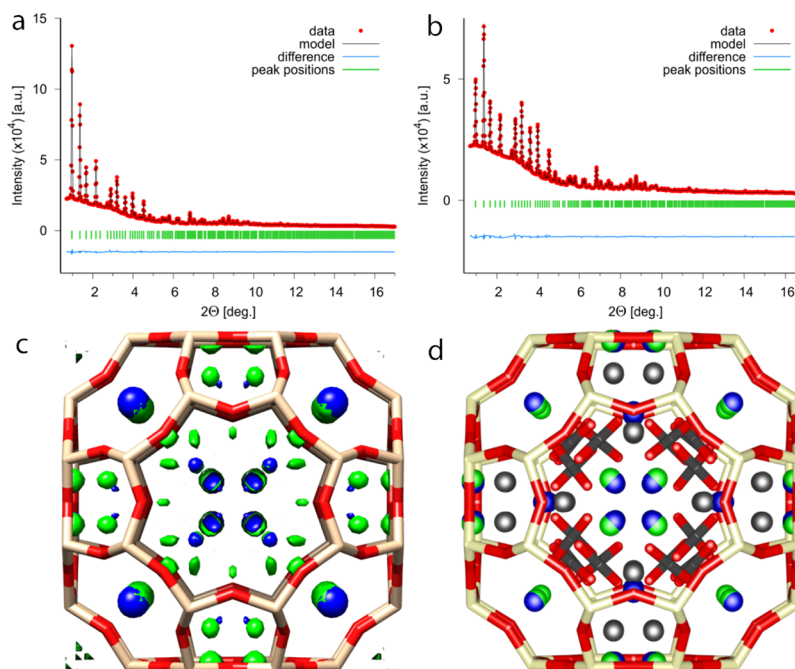 a
15
10
5
0
Intensity (x10⁴) [a.u.]
data
model
difference
peak positions
2 4 6 8 10 12 14 16
2Θ [deg.]
b
5
0
Intensity (x10⁴) [a.u.]
data
model
difference
peak positions
2 4 6 8 10 12 14 16
2Θ [deg.]
c
d